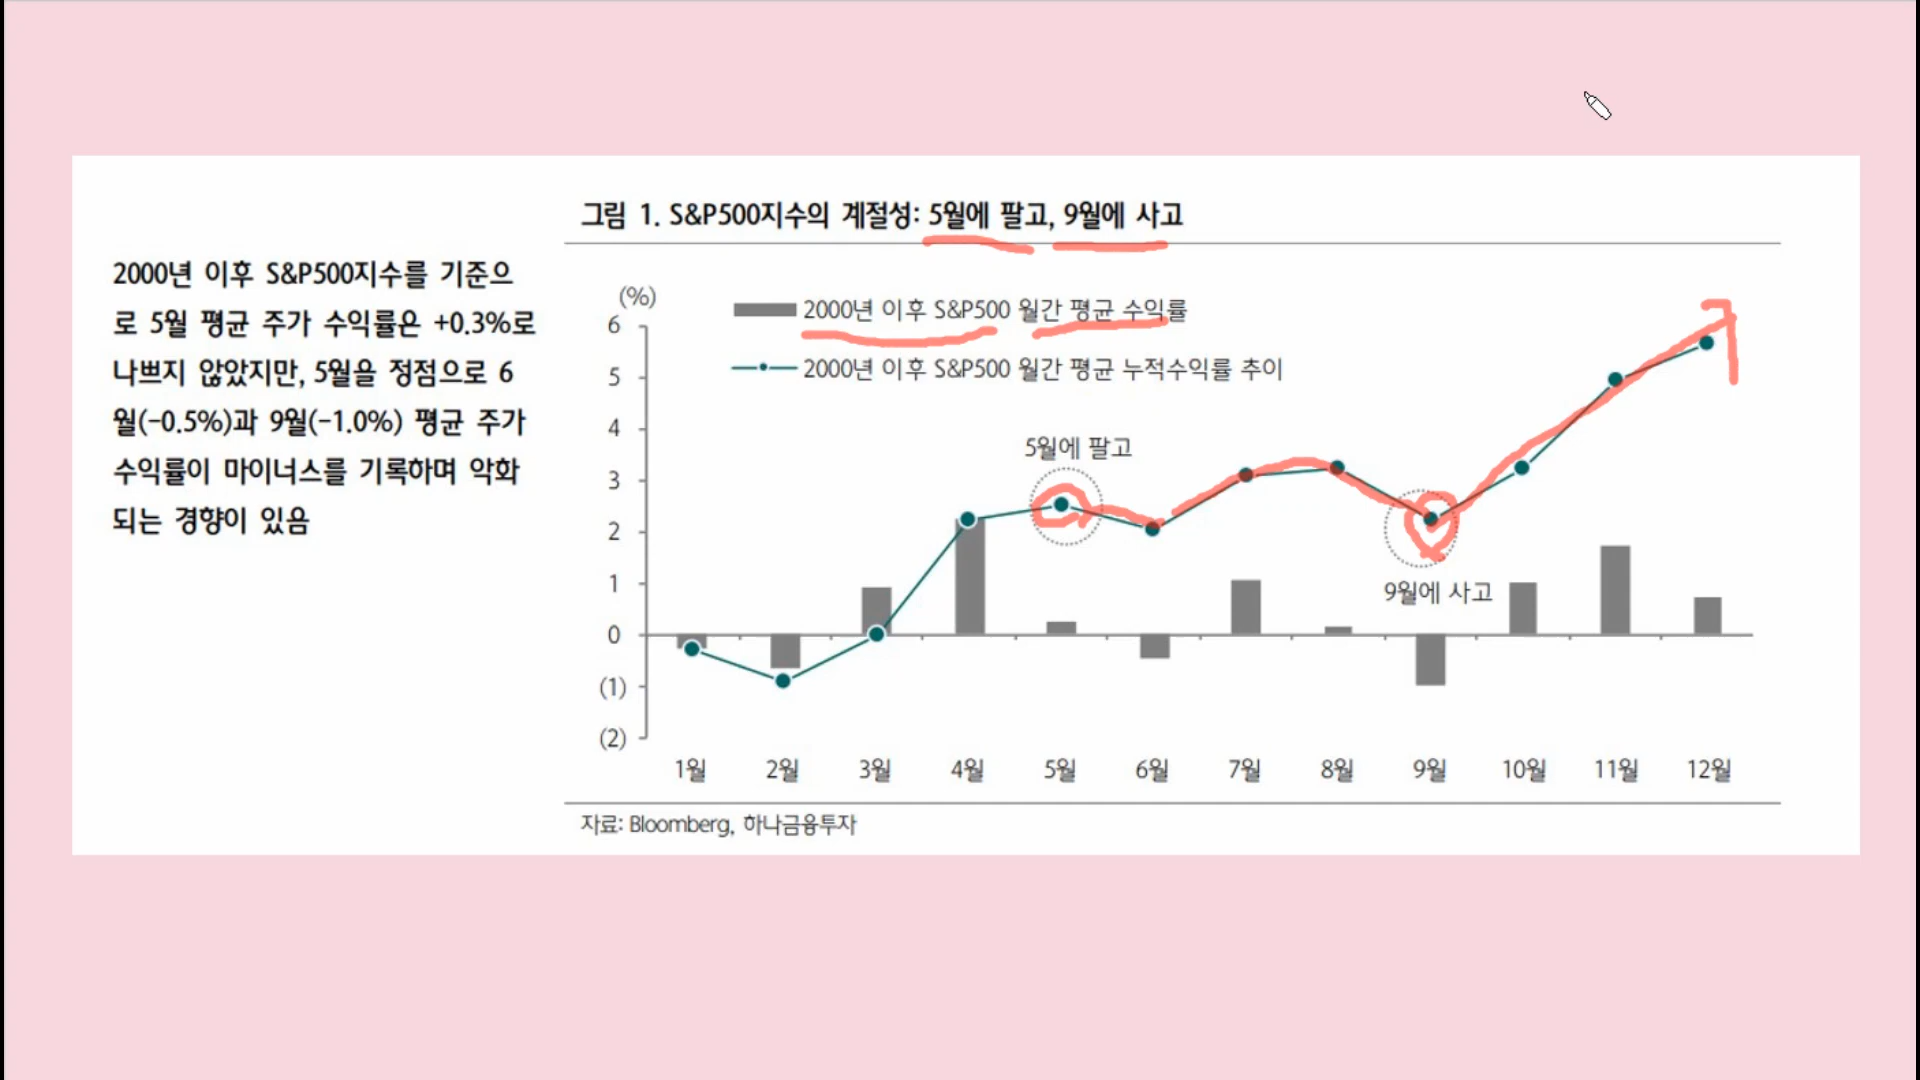 그림 1. S&P500지수의 계절성: 5월에 팔고, 9월에 사고
2000년 이후 S&P500지수를 기준으
로 5월 평균 주가 수익률은 +0.3%로
나쁘지 않았지만, 5월을 정점으로 6
월(-0.5%)과 9월(-1.0%) 평균 주가
수익률이 마이너스를 기록하며 악화
되는 경향이 있음
(%)
2000년 이후 S&P500 월간 평균 수익률
2000년 이후 S&P500 월간 평균 누적수익률 추이
6
5
4
3
2
1
0
(1)
(2)
5월에 팔고
9월에 사고
1월 2월 3월 4월 5월 6월 7월 8월 9월 10월 11월 12월
자료: Bloomberg, 하나금융투자